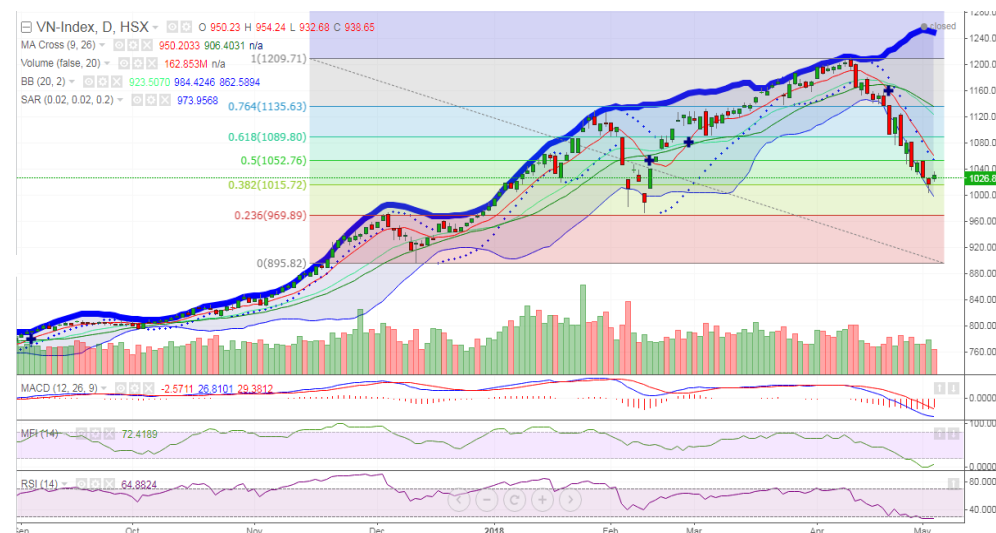 VN-Index, D, HSX O 950.23 H 954.24 L 932.68 C 938.65
closed
MA Cross (9, 26) 950.2033 906.4031 n/a
Volume (false, 20) 162.853M n/a
1(1209.71)
BB (20, 2) 923.5070 984.4246 862.5894
SAR (0.02, 0.02, 0.2) 973.9568
0.764(1135.63)
0.618(1089.80)
0.5(1052.76)
0.382(1015.72)
0.236(969.89)
0(895.82)
1280.0
1240.00
1200.00
1160.00
1120.00
1080.00
1040.00
1026.8
1000.00
960.00
920.00
880.00
840.00
800.00
760.00
MACD (12, 26, 9) -2.5711 26.8101 29.3812
0.0000
MFI (14) 72.4189
100.00
0.0000
RSI (14) 64.8824
80.0000
40.0000
Sep Oct Nov Dec 2018 Feb Mar Apr May